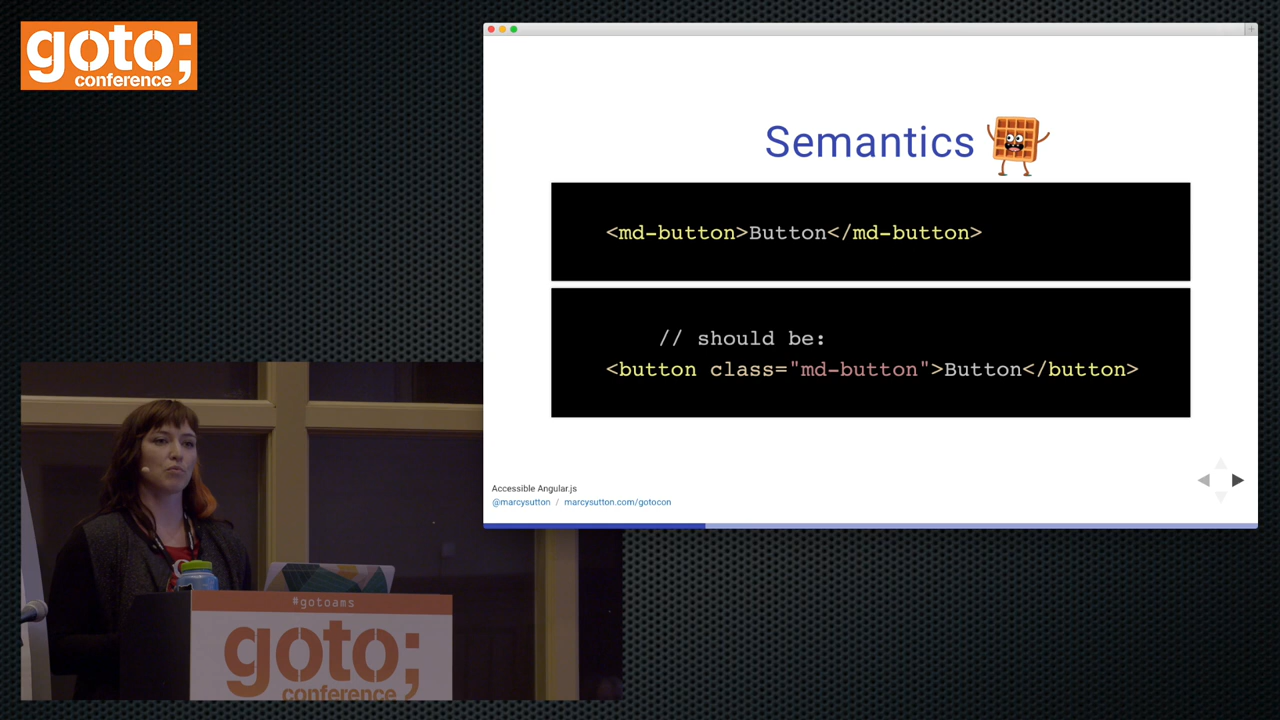 goto;
conference
Semantics
<md-button>Button</md-button>
// should be:
<button class="md-button">Button</button>
Accessible Angular.js
@marcysutton / marcysutton.com/gotocon
#gotoams
goto;
conference